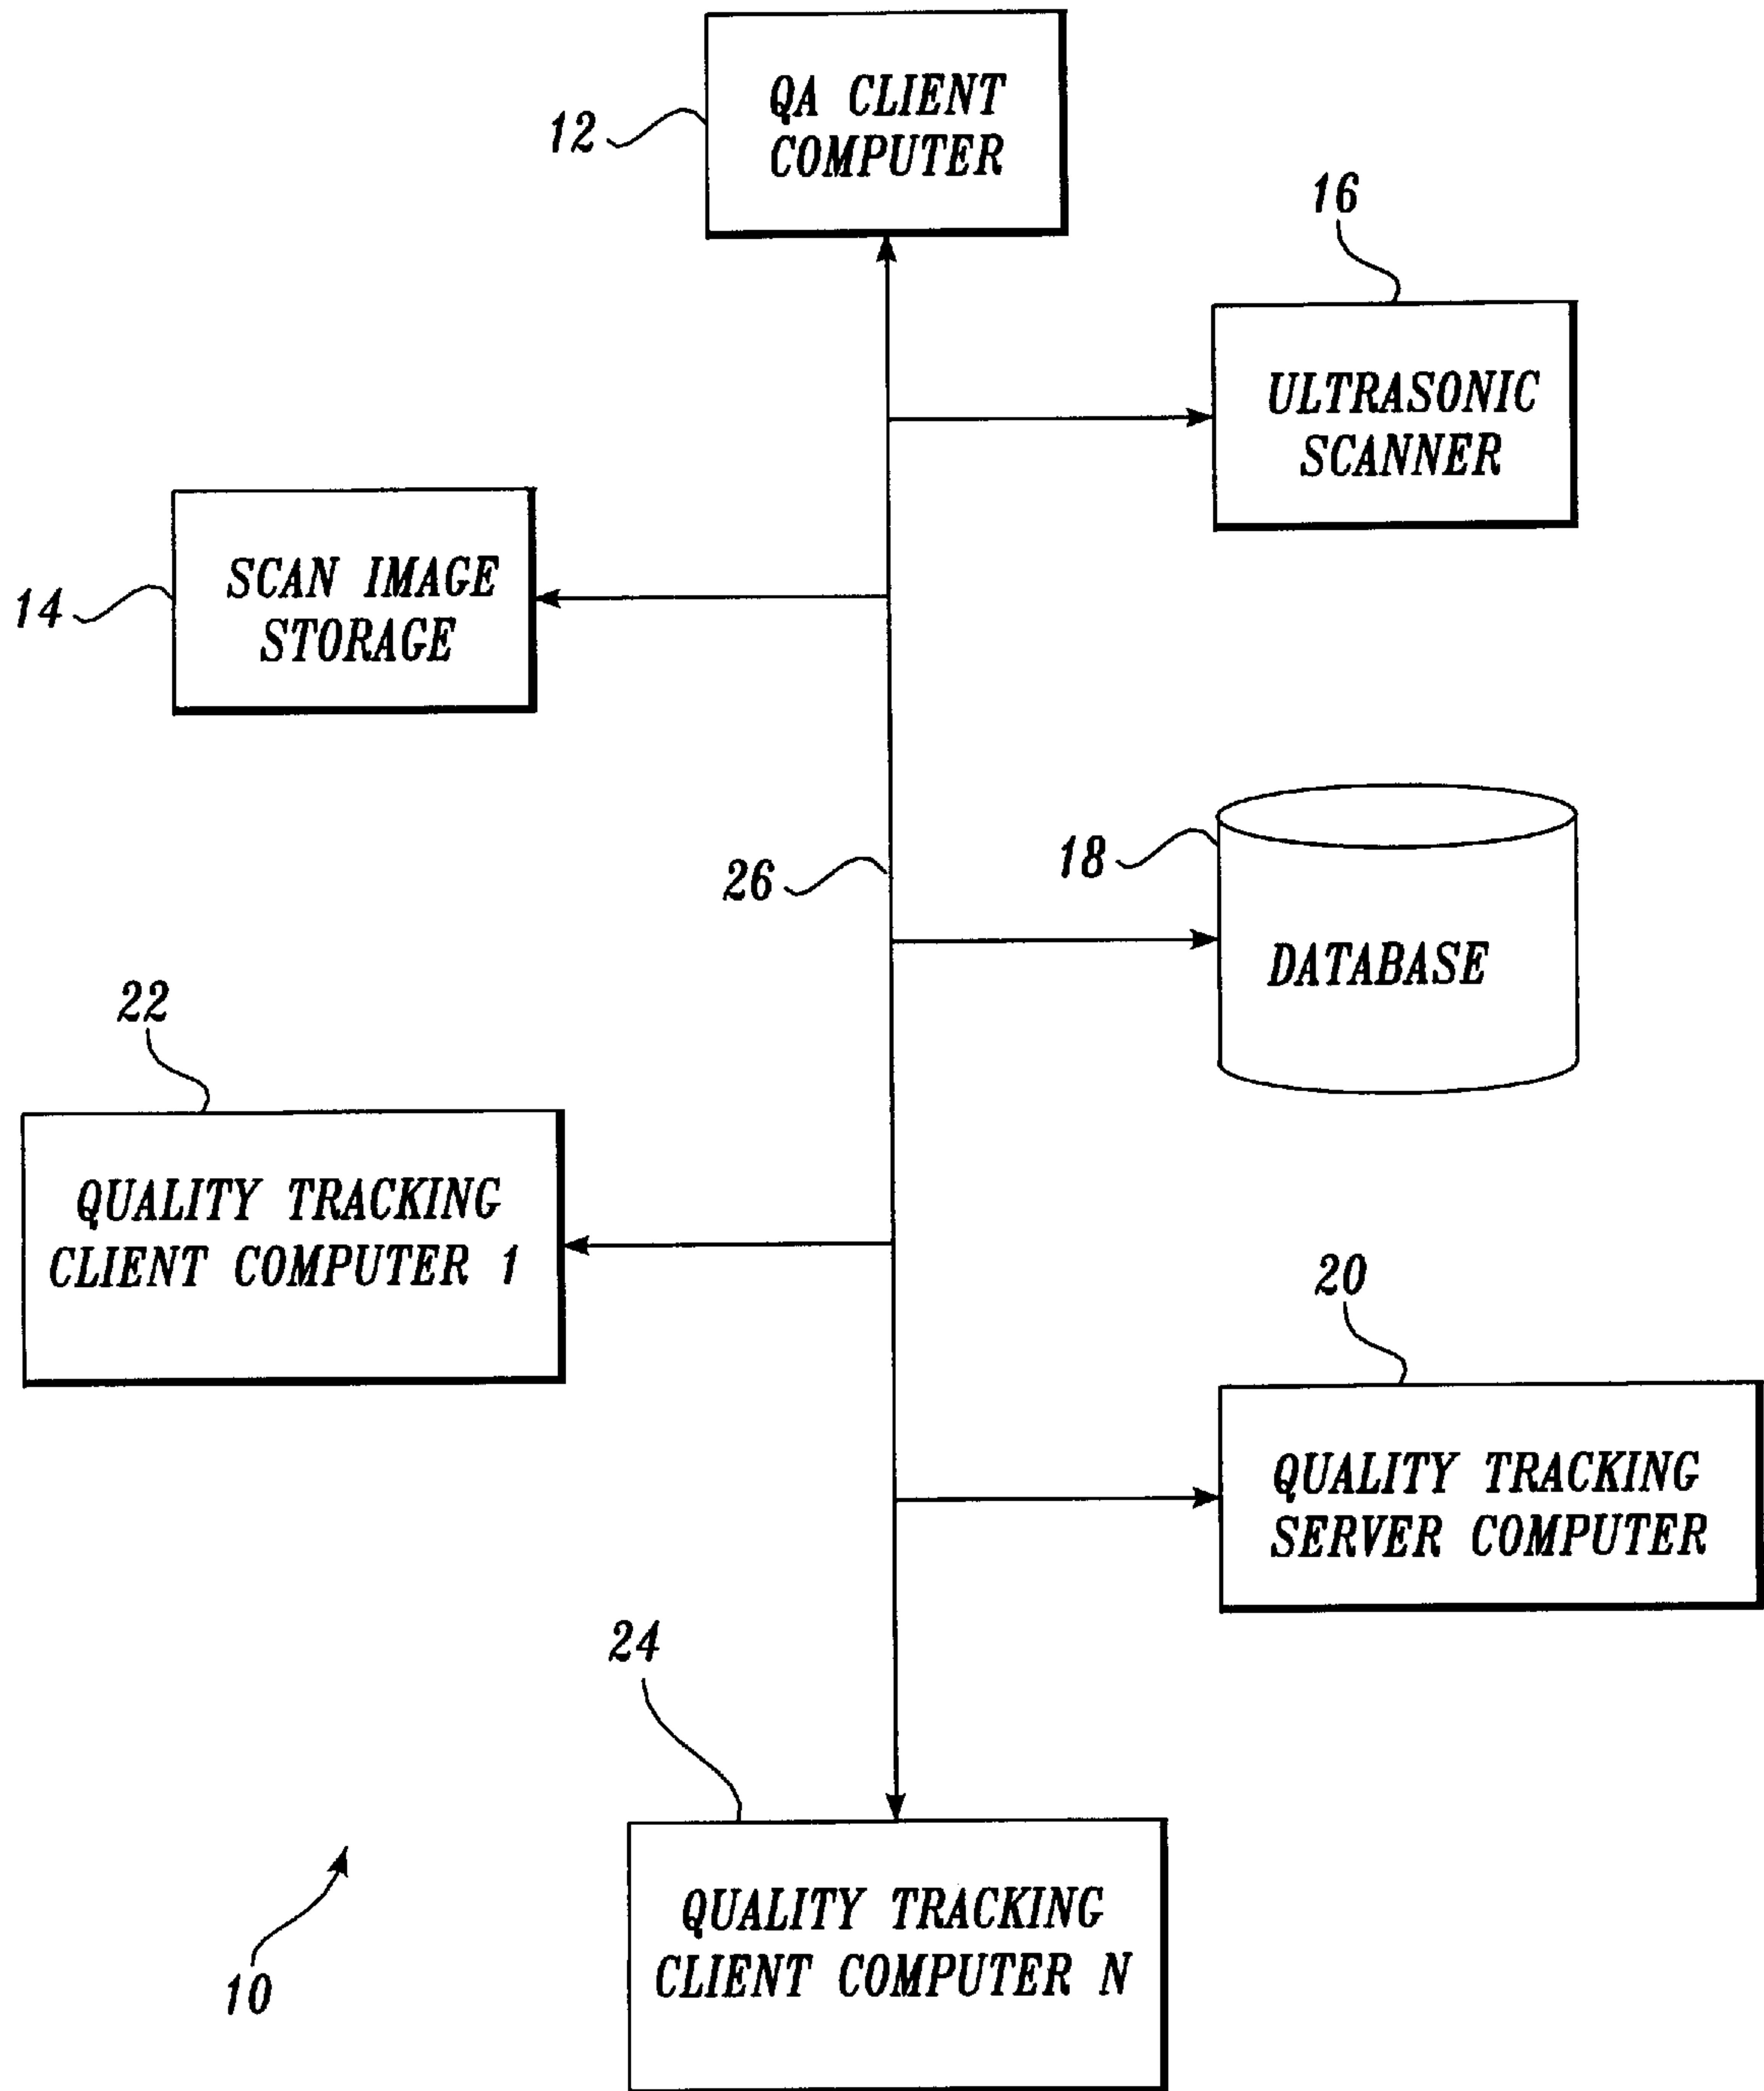 QA CLIENT
COMPUTER
12
16
ULTRASONIC
SCANNER
SCAN IMAGE
STORAGE
14
26
18
DATABASE
22
QUALITY TRACKING
CLIENT COMPUTER 1
20
QUALITY TRACKING
SERVER COMPUTER
24
QUALITY TRACKING
CLIENT COMPUTER N
10